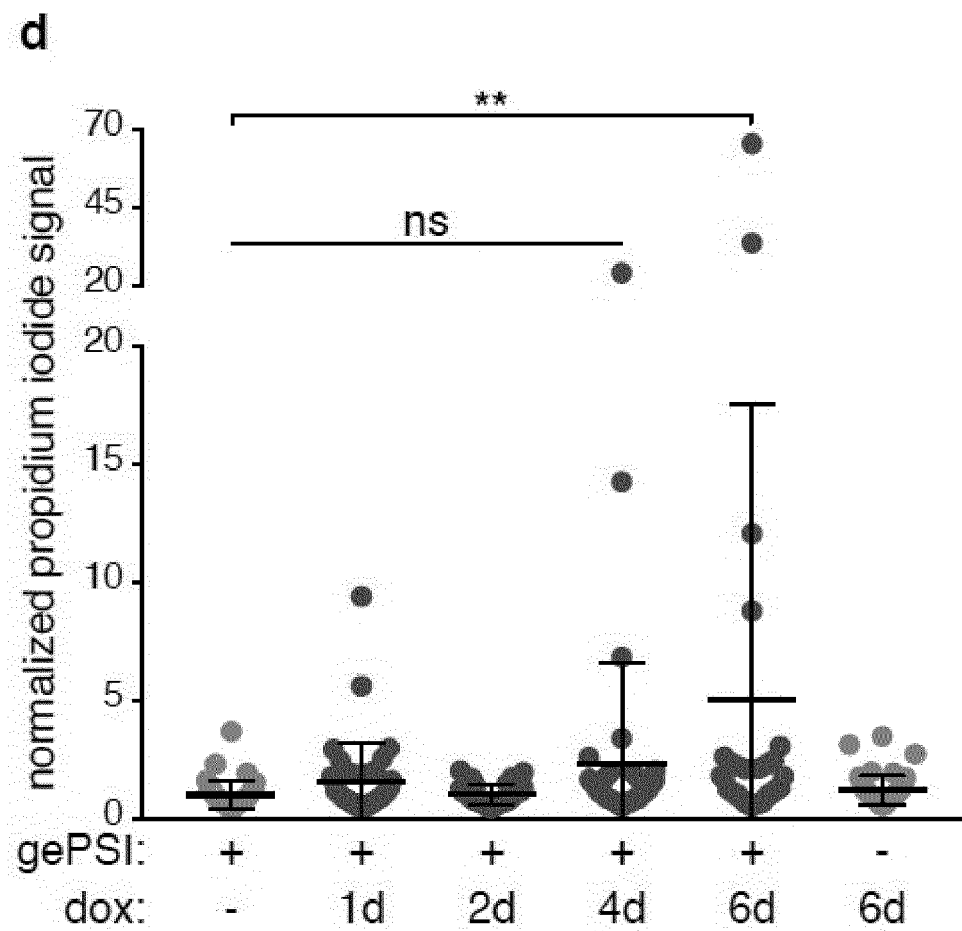 d
**
70
45
ns
20
20
15
10
5
0
normalized propidium iodide signal
gePSI: + + + + + -
dox: - 1d 2d 4d 6d 6d